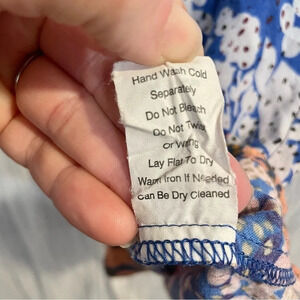 Hand Wash Cold
Separately
Do Not Bleach
Do Not Twist
Or Wring
Lay Flat To Dry
Warm Iron If Needed
Can Be Dry Cleaned